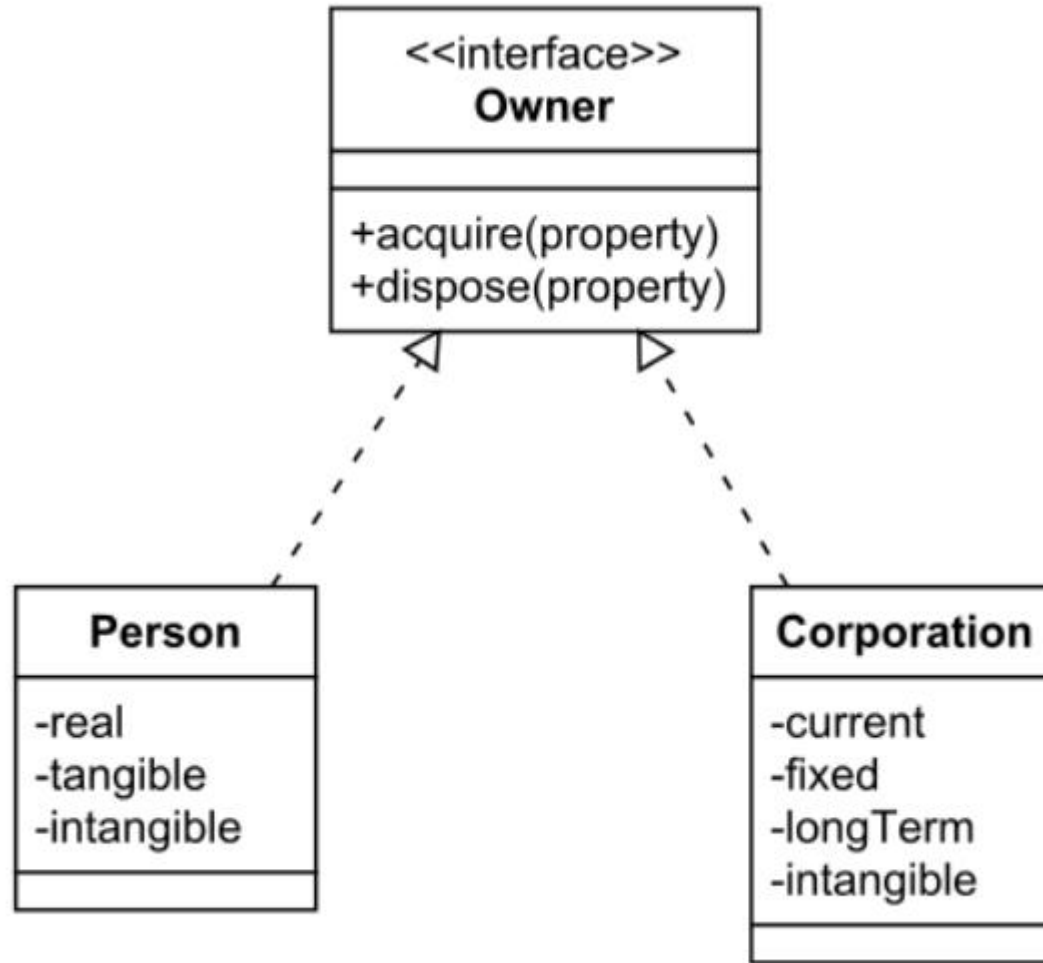 <<interface>>
Owner
+acquire(property)
+dispose(property)
Person
-real
-tangible
-intangible
Corporation
-current
-fixed
-longTerm
-intangible